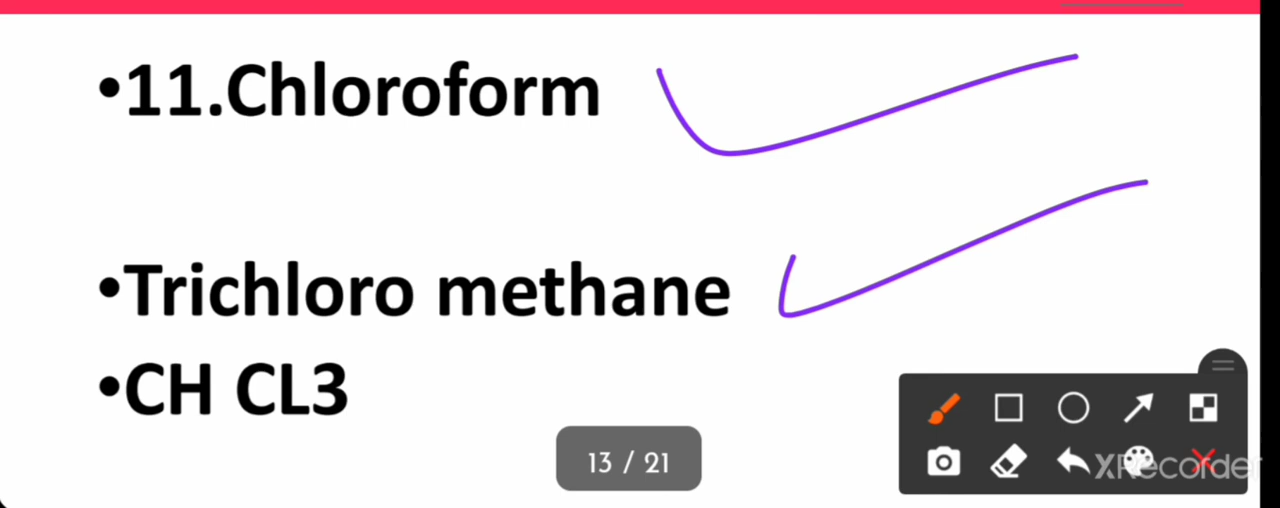 •11.Chloroform
•Trichloro methane
•CH CL3
13 / 21
XRecorder